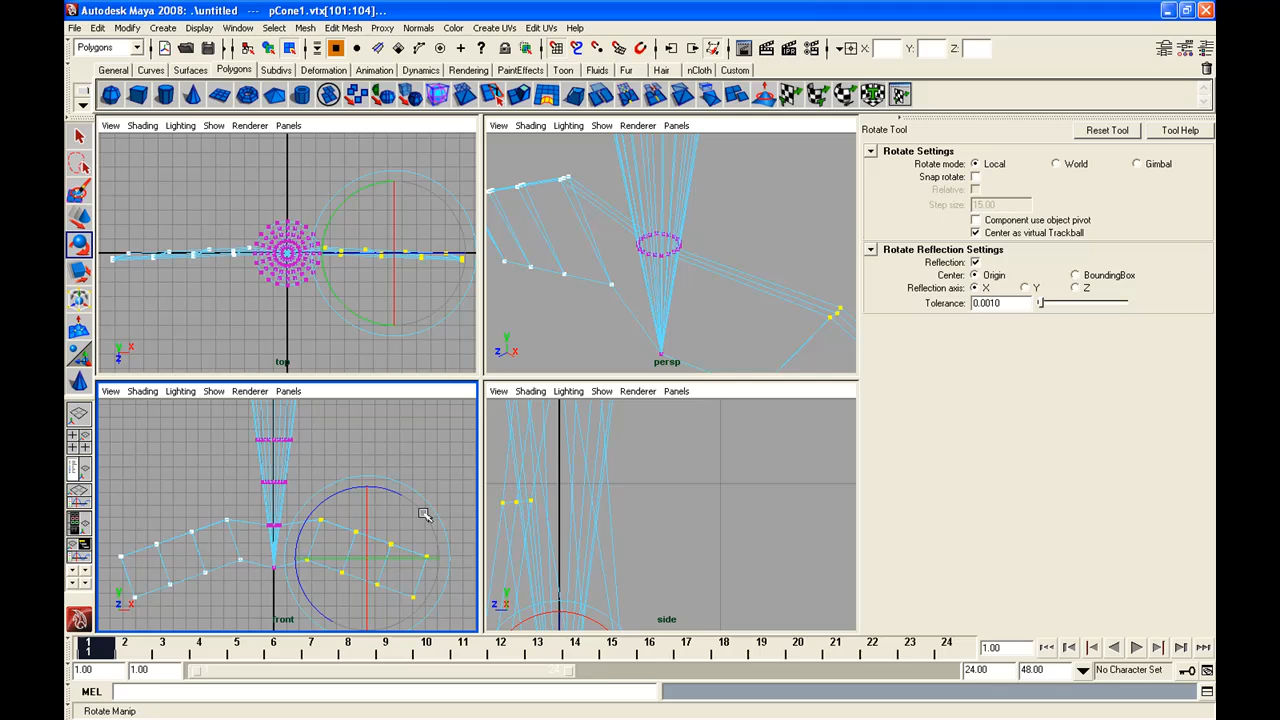 Autodesk Maya 2008: .\untitled --- pCone1.vtx[101:104]...
File Edit Modify Create Display Window Select Mesh Edit Mesh Proxy Normals Color Create UVs Edit UVs Help
Polygons X: Y: Z:
General Curves Surfaces Polygons Subdivs Deformation Animation Dynamics Rendering PaintEffects Toon Fluids Fur Hair nCloth Custom
View Shading Lighting Show Renderer Panels
View Shading Lighting Show Renderer Panels
Rotate Tool Reset Tool Tool Help
Rotate Settings
Rotate mode: Local World Gimbal
Snap rotate:
Relative:
Step size: 15.00
Component use object pivot
Center as virtual Trackball
Rotate Reflection Settings
Reflection:
Center: Origin BoundingBox
Reflection axis: X Y Z
Tolerance: 0.0010
y x z
top
y z x
persp
View Shading Lighting Show Renderer Panels
View Shading Lighting Show Renderer Panels
y z x
front
y z x
side
1 2 3 4 5 6 7 8 9 10 11 12 13 14 15 16 17 18 19 20 21 22 23 24
1 1.00
1.00 1.00 24 24.00 48.00 No Character Set
MEL
Rotate Manip